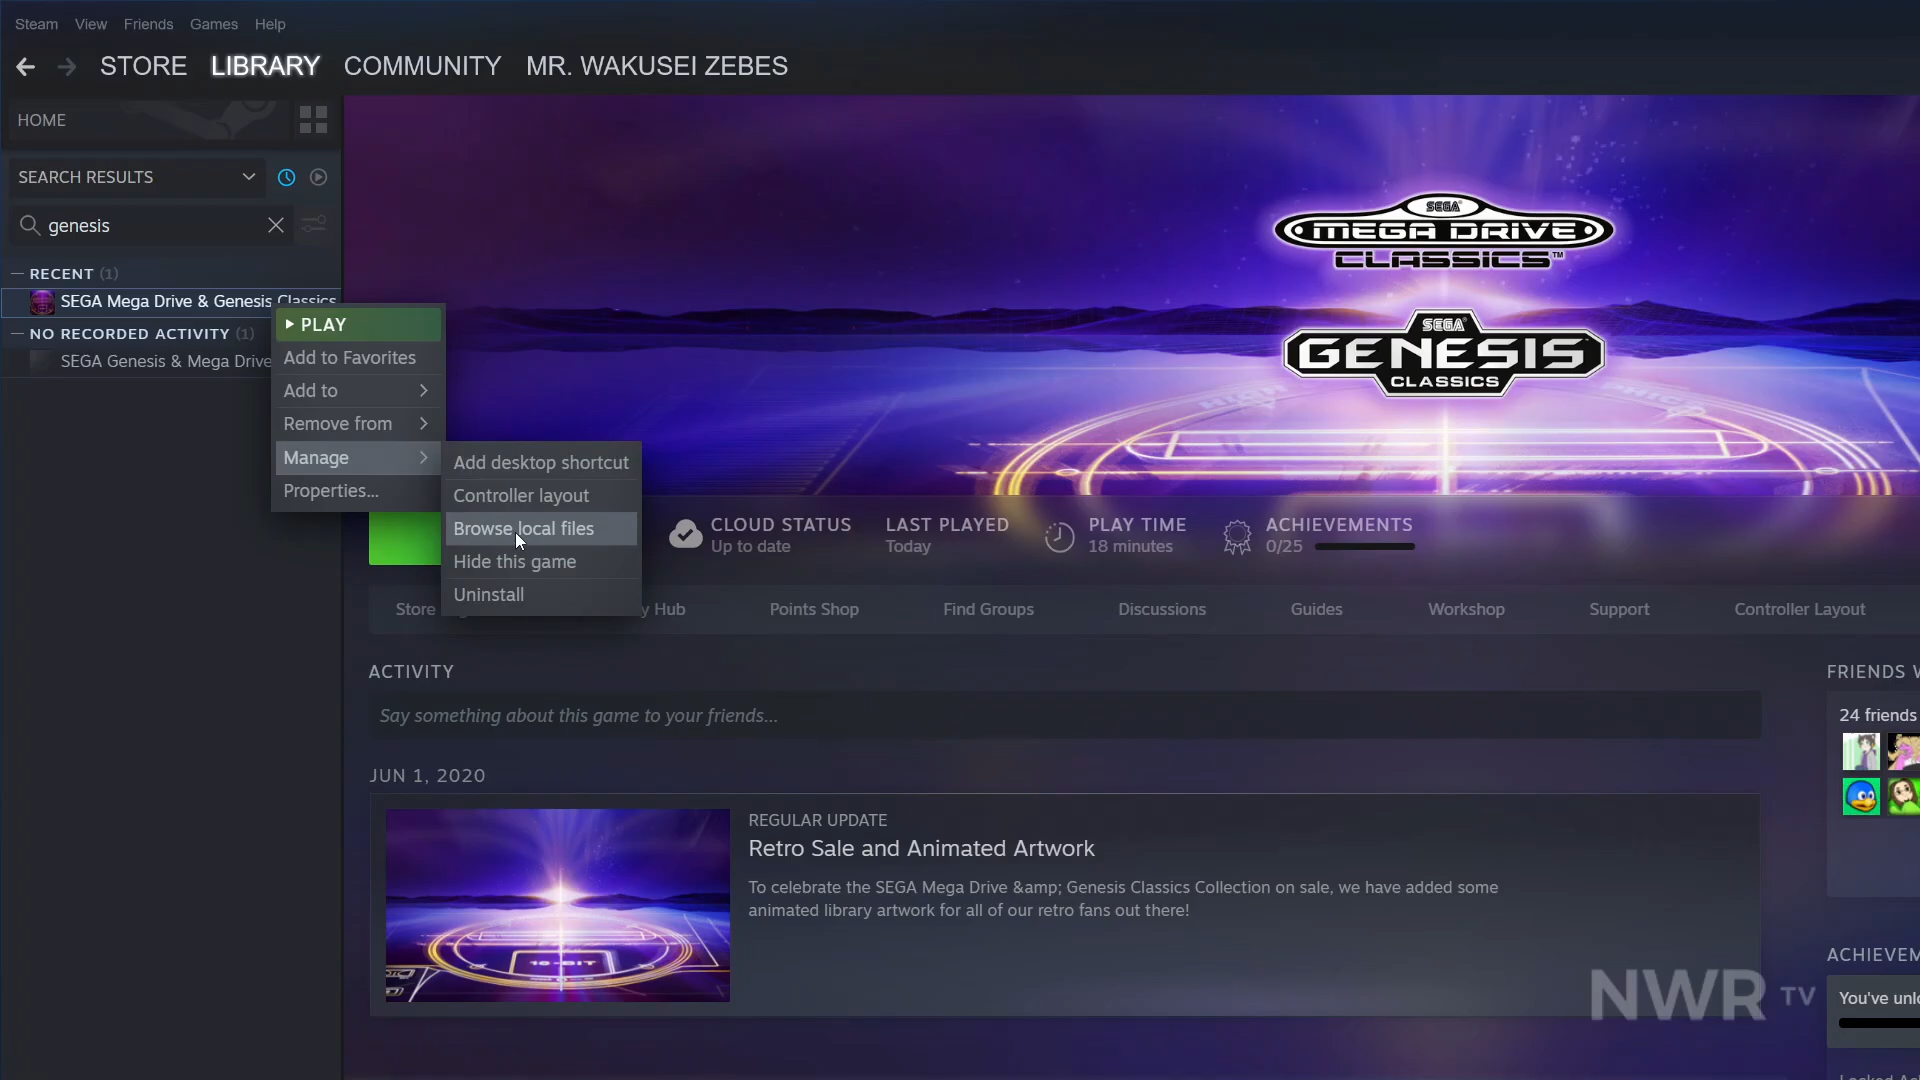 Steam View Friends Games Help
STORE LIBRARY COMMUNITY MR. WAKUSEI ZEBES
HOME
SEARCH RESULTS
genesis
RECENT (1)
SEGA Mega Drive & Genesis Classics
NO RECORDED ACTIVITY (1)
SEGA Genesis & Mega Drive
PLAY
Add to Favorites
Add to
Remove from
Manage
Properties...
Add desktop shortcut
Controller layout
Browse local files
Hide this game
Uninstall
SEGA
MEGA DRIVE
CLASSICS™
SEGA
GENESIS
CLASSICS
CLOUD STATUS
Up to date
LAST PLAYED
Today
PLAY TIME
18 minutes
ACHIEVEMENTS
0/25
Store Hub Points Shop Find Groups Discussions Guides Workshop Support Controller Layout
ACTIVITY
Say something about this game to your friends...
JUN 1, 2020
REGULAR UPDATE
Retro Sale and Animated Artwork
To celebrate the SEGA Mega Drive &amp; Genesis Classics Collection on sale, we have added some
animated library artwork for all of our retro fans out there!
16-BIT
FRIENDS
24 friends
You've
NWR TV